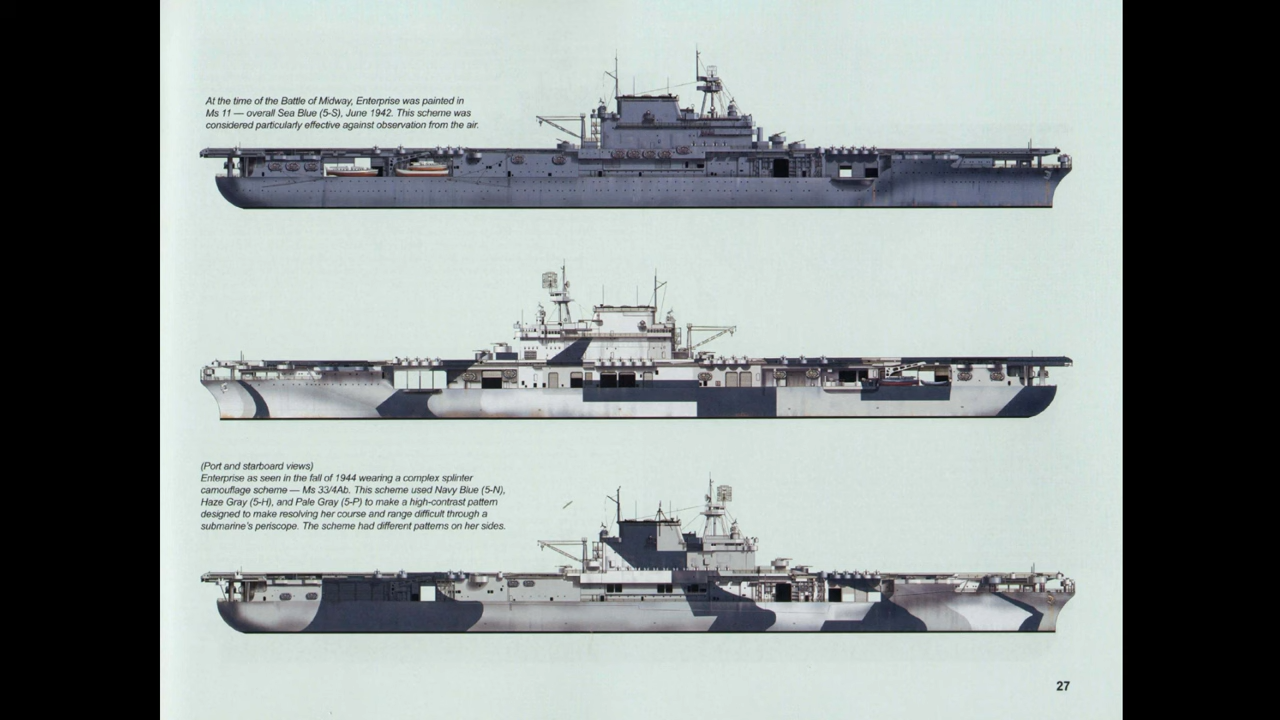 At the time of the Battle of Midway, Enterprise was painted in
Ms 11 — overall Sea Blue (5-S), June 1942. This scheme was
considered particularly effective against observation from the air.
(Port and starboard views)
Enterprise as seen in the fall of 1944 wearing a complex splinter
camouflage scheme — Ms 33/4Ab. This scheme used Navy Blue (5-N),
Haze Gray (5-H), and Pale Gray (5-P) to make a high-contrast pattern
designed to make resolving her course and range difficult through a
submarine's periscope. The scheme had different patterns on her sides.
27